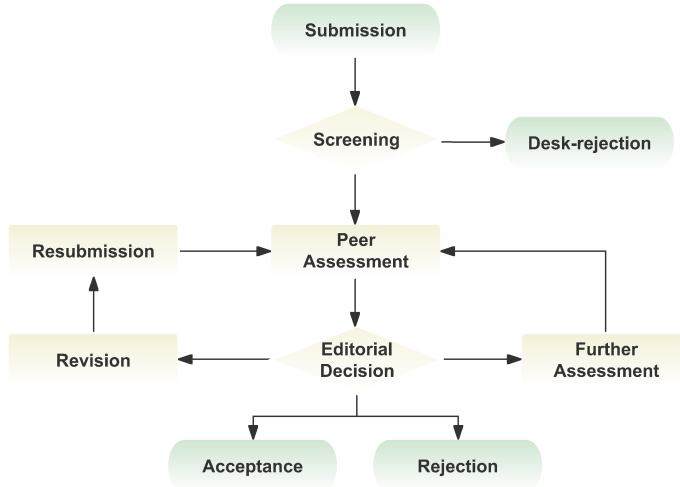 Submission
Screening
Desk-rejection
Resubmission
Peer
Assessment
Revision
Editorial
Decision
Further
Assessment
Acceptance
Rejection